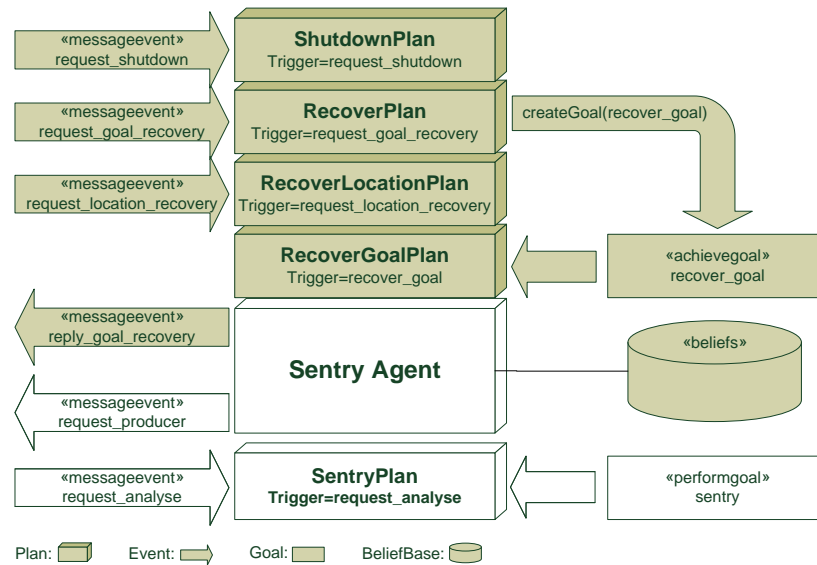 «messageevent»
request_shutdown
ShutdownPlan
Trigger=request_shutdown
«messageevent»
request_goal_recovery
RecoverPlan
Trigger=request_goal_recovery
createGoal(recover_goal)
«messageevent»
request_location_recovery
RecoverLocationPlan
Trigger=request_location_recovery
RecoverGoalPlan
Trigger=recover_goal
«achievegoal»
recover_goal
«messageevent»
reply_goal_recovery
Sentry Agent
«beliefs»
«messageevent»
request_producer
«messageevent»
request_analyse
SentryPlan
Trigger=request_analyse
«performgoal»
sentry
Plan: Event: Goal: BeliefBase: